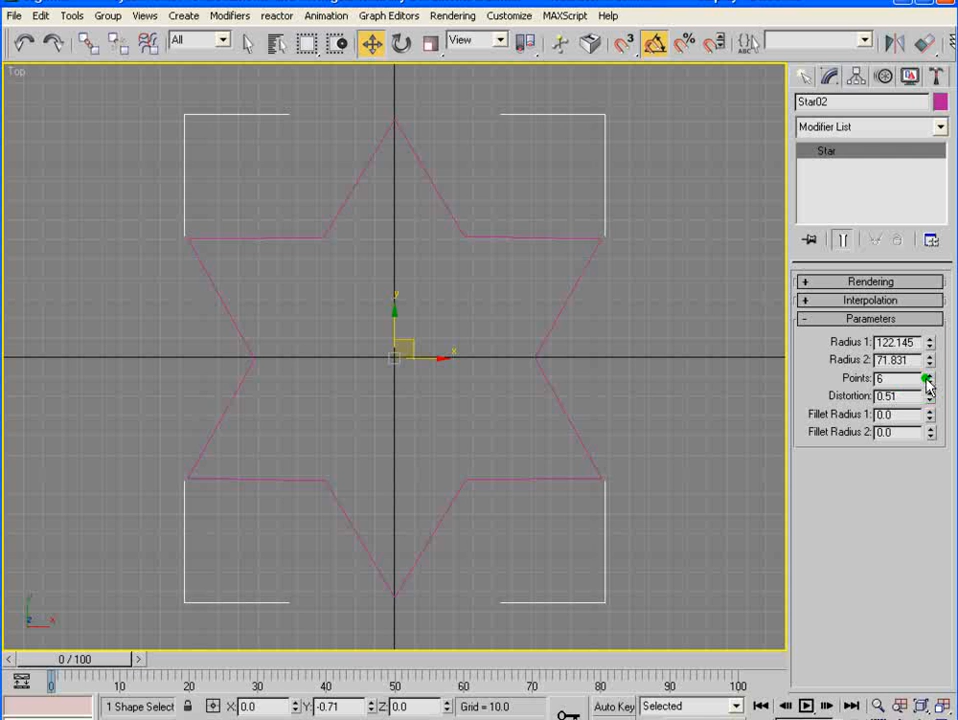 File Edit Tools Group Views Create Modifiers reactor Animation Graph Editors Rendering Customize MAXScript Help
All View
Top
Star02
Modifier List
Star
y
x
+ Rendering
+ Interpolation
- Parameters
Radius 1: 122.145
Radius 2: 71.831
Points: 6
Distortion: 0.51
Fillet Radius 1: 0.0
Fillet Radius 2: 0.0
x
< 0 / 100 >
0 10 20 30 40 50 60 70 80 90 100
1 Shape Select X: 0.0 Y: -0.71 Z: 0.0 Grid = 10.0 Auto Key Selected